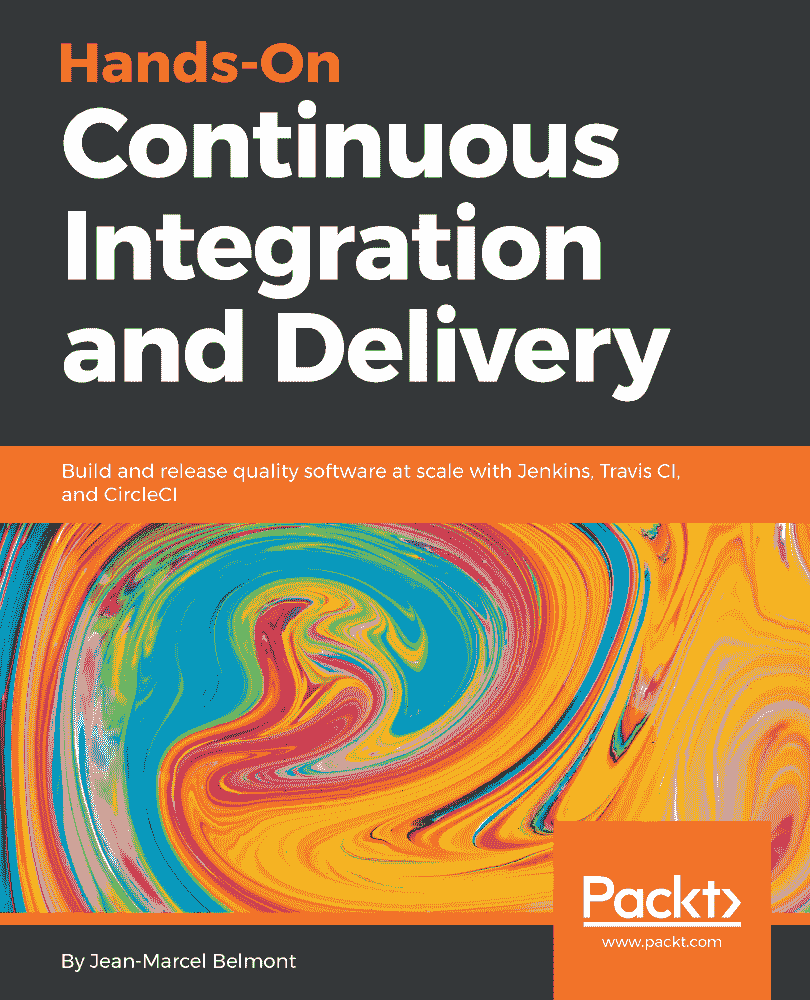 Hands-On
Continuous
Integration
and Delivery
Build and release quality software at scale with Jenkins, Travis CI,
and CircleCI
Packt>
www.packt.com
By Jean-Marcel Belmont